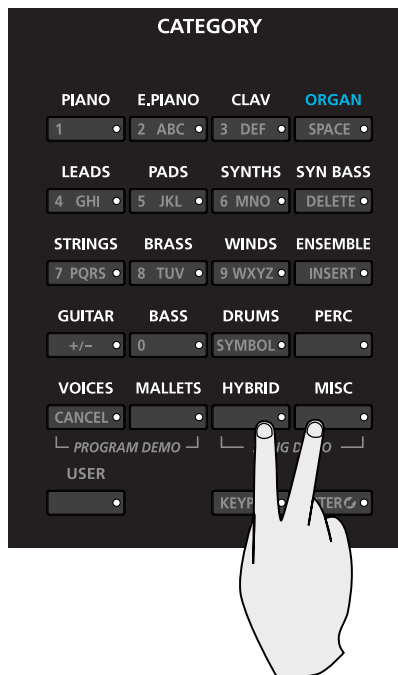 CATEGORY
PIANO E.PIANO CLAV ORGAN
1 2 ABC 3 DEF SPACE
LEADS PADS SYNTHS SYN BASS
4 GHI 5 JKL 6 MNO DELETE
STRINGS BRASS WINDS ENSEMBLE
7 PQRS 8 TUV 9 WXYZ INSERT
GUITAR BASS DRUMS PERC
+/- 0 SYMBOL
VOICES MALLETS HYBRID MISC
CANCEL
PROGRAM DEMO
USER